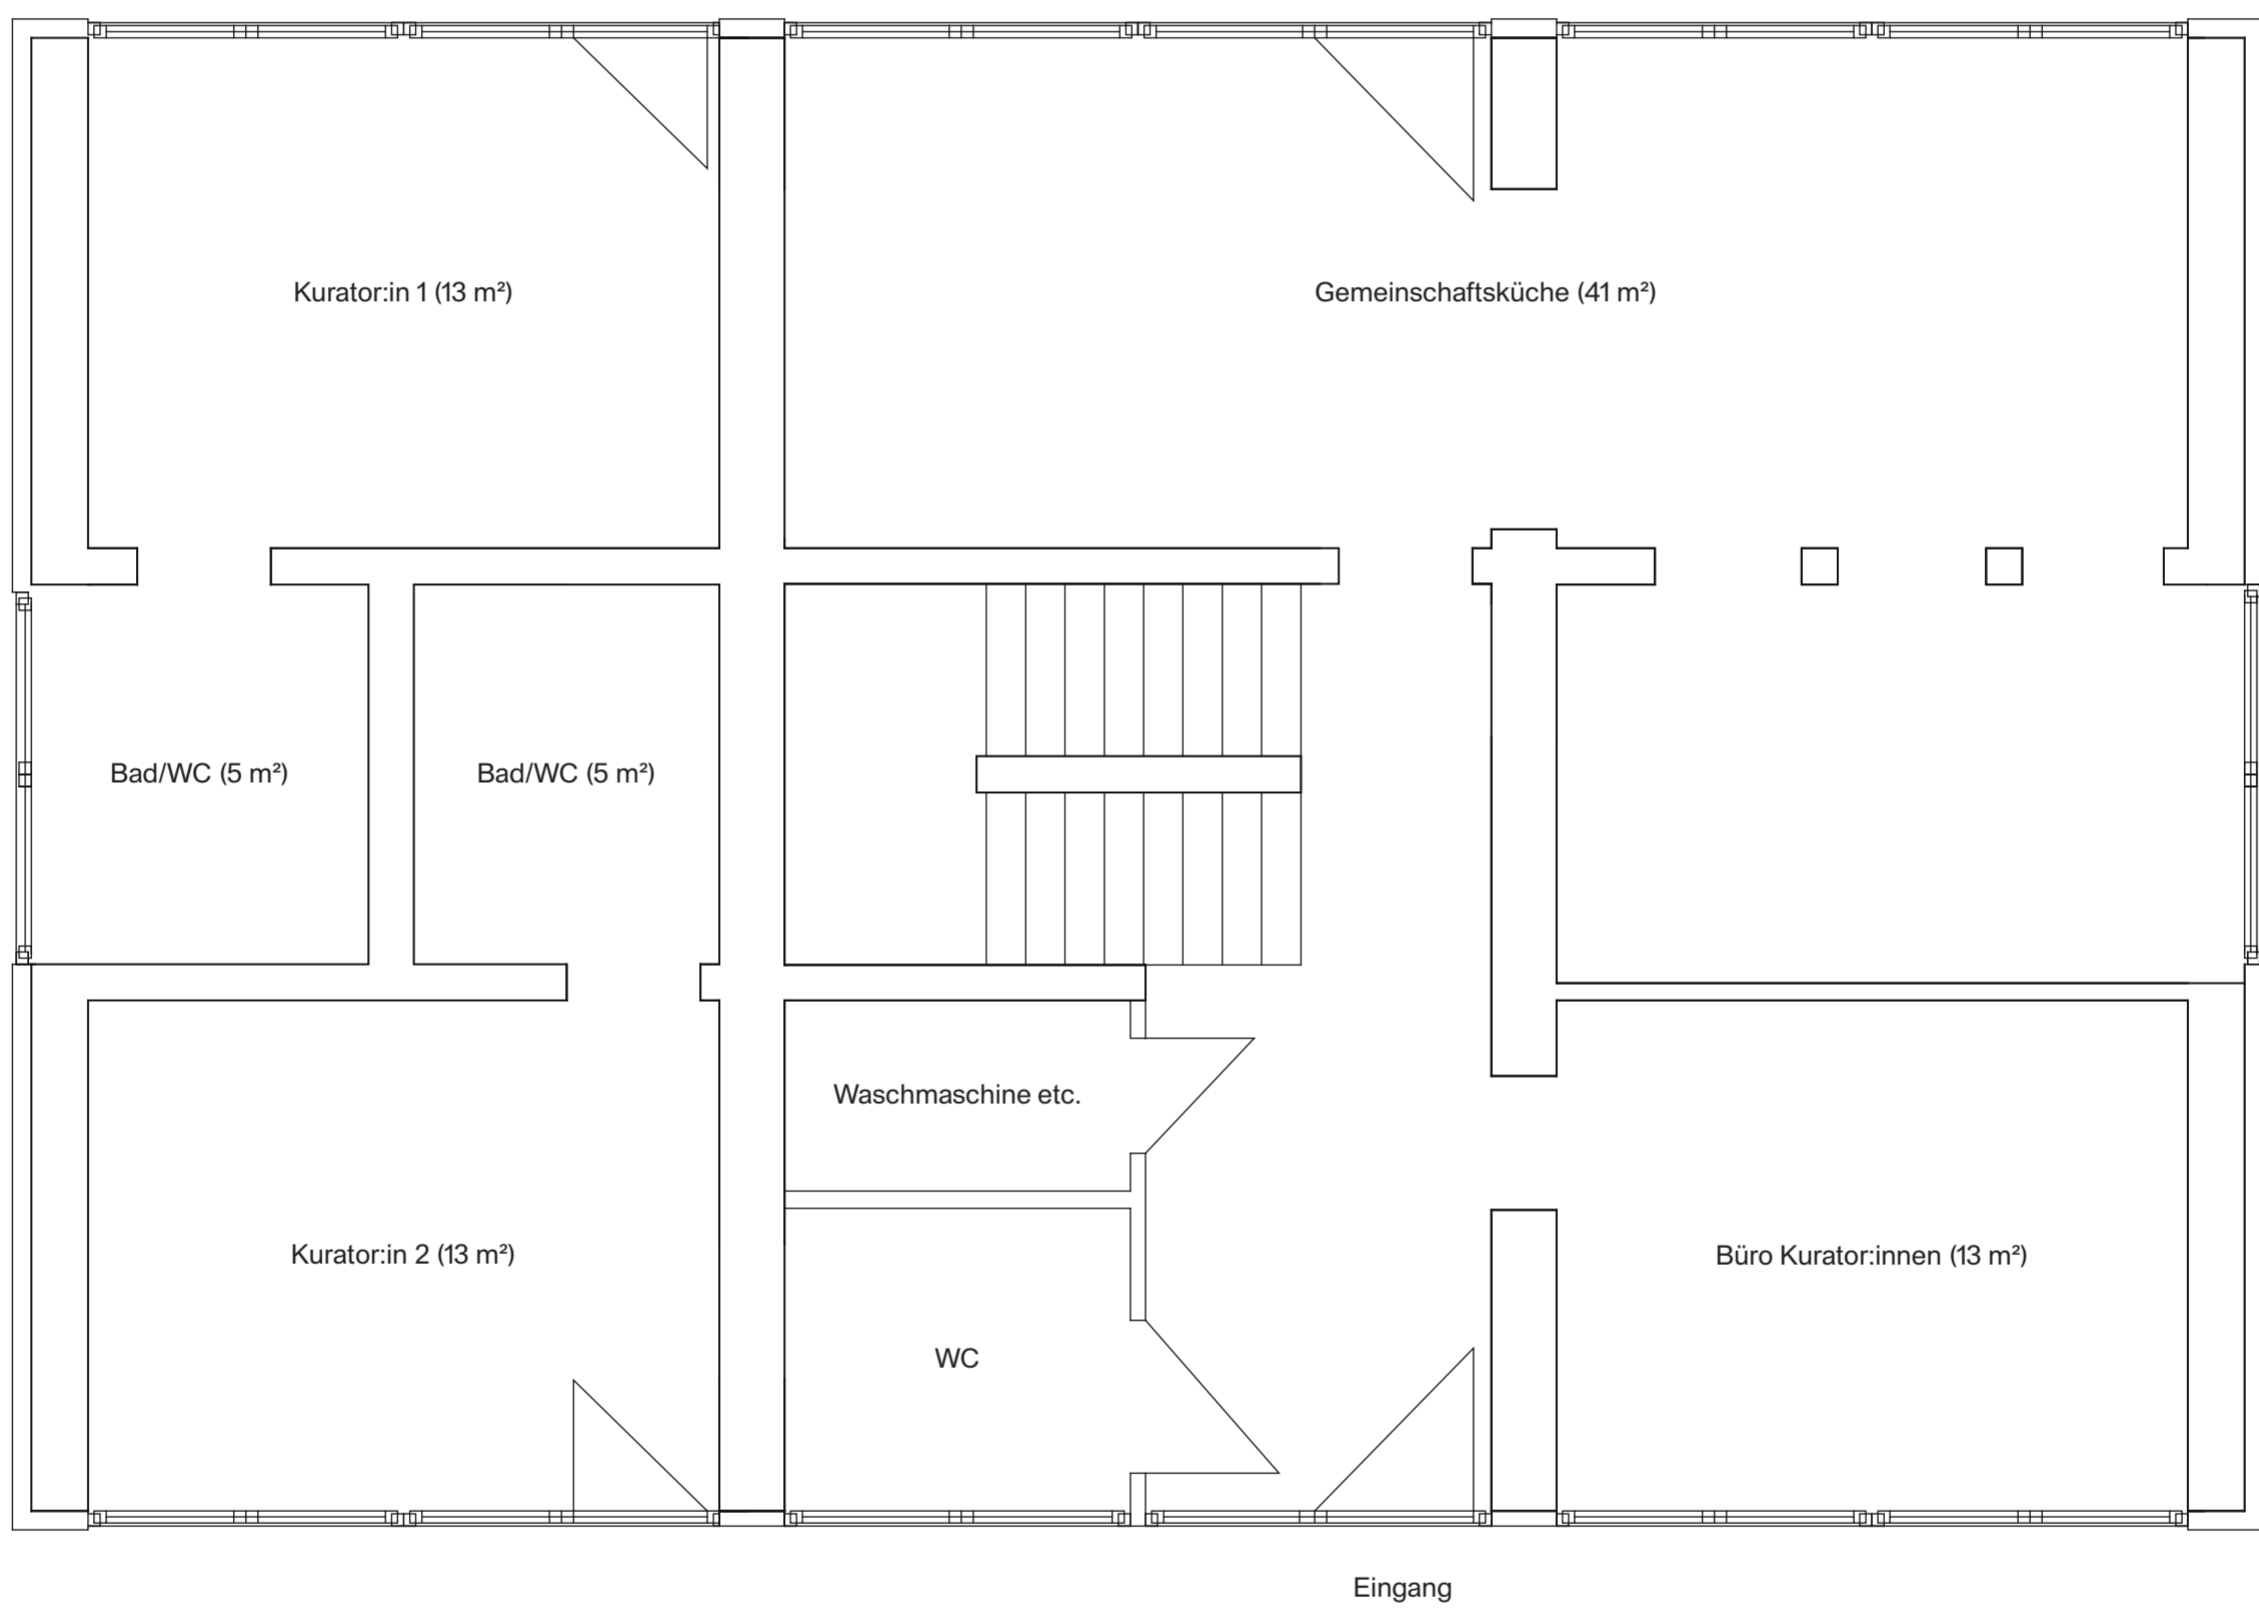 Kurator:in 1 (13 m²)
Gemeinschaftsküche (41 m²)
Bad/WC (5 m²)
Bad/WC (5 m²)
Waschmaschine etc.
Kurator:in 2 (13 m²)
Büro Kurator:innen (13 m²)
WC
Eingang